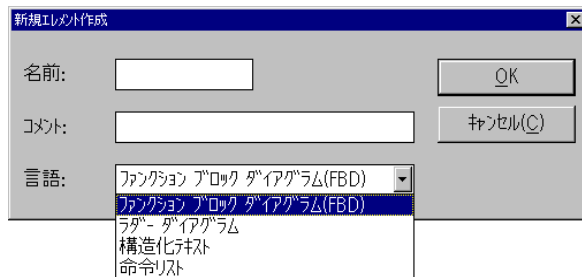 新規ｴﾚﾒﾝﾄ作成
名前:
OK
コメント:
ｷｬﾝｾﾙ(C)
言語:
ﾌｧﾝｸｼｮﾝ ﾌﾞﾛｯｸ ﾀﾞｲｱｸﾞﾗﾑ(FBD)
ﾌｧﾝｸｼｮﾝ ﾌﾞﾛｯｸ ﾀﾞｲｱｸﾞﾗﾑ(FBD)
ﾗﾀﾞｰ ﾀﾞｲｱｸﾞﾗﾑ
構造化ﾃｷｽﾄ
命令ﾘｽﾄ